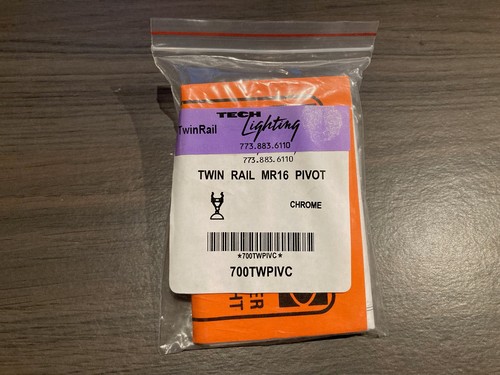 TECH
TwinRail Lighting
773.883.6110
773.883.6110
TWIN RAIL MR16 PIVOT
CHROME
*700TWPIVC*
700TWPIVC